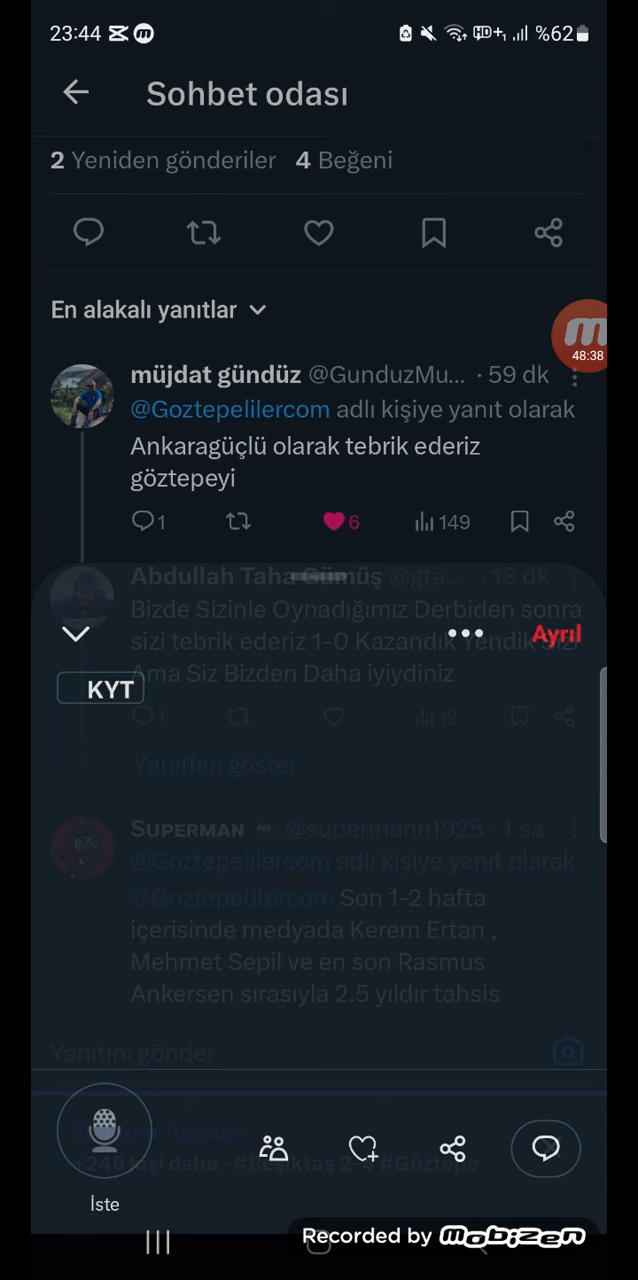 23:44
HD+
%62
Sohbet odası
2 Yeniden gönderiler 4 Beğeni
En alakalı yanıtlar
48:38
müjdat gündüz @GunduzMu... · 59 dk
@Goztepelilercom adlı kişiye yanıt olarak
Ankaragüçlü olarak tebrik ederiz
göztepeyi
1 6 149
Abdullah Taha Gümüş @gta... · 18 dk
Bizde Sizinle Oynadığımız Derbiden sonra
sizi tebrik ederiz 1-0 Kazandık Yendik Sizi
Ama Siz Bizden Daha iyiydiniz
Ayrıl
KYT
1 12
Yanıtları göster
SUPERMAN @supermann1925 · 1 sa
@Goztepelilercom adlı kişiye yanıt olarak
@Goztepelilercom Son 1-2 hafta
içerisinde medyada Kerem Ertan ,
Mehmet Sepil ve en son Rasmus
Ankersen sırasıyla 2.5 yıldır tahsis
Yanıtını gönder
+246 kişi daha · #Beşiktaş 2-4 #Göztepe
İste
Recorded by mobizen